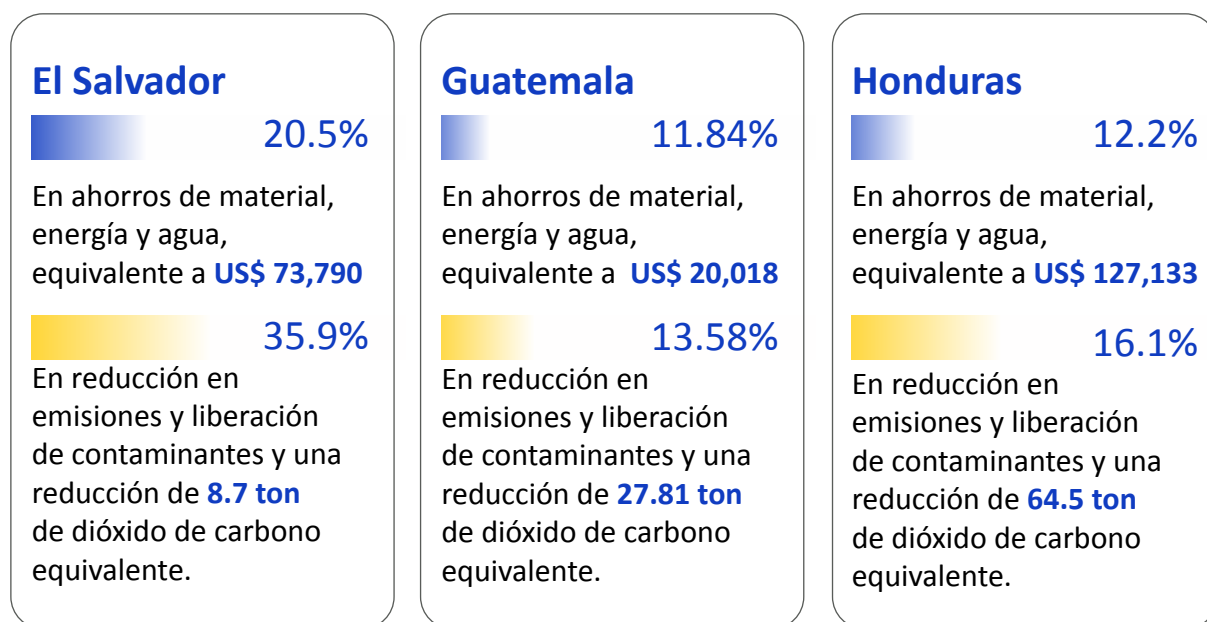 El Salvador
20.5%
En ahorros de material,
energía y agua,
equivalente a US$ 73,790
35.9%
En reducción en
emisiones y liberación
de contaminantes y una
reducción de 8.7 ton
de dióxido de carbono
equivalente.
Guatemala
11.84%
En ahorros de material,
energía y agua,
equivalente a US$ 20,018
13.58%
En reducción en
emisiones y liberación
de contaminantes y una
reducción de 27.81 ton
de dióxido de carbono
equivalente.
Honduras
12.2%
En ahorros de material,
energía y agua,
equivalente a US$ 127,133
16.1%
En reducción en
emisiones y liberación
de contaminantes y una
reducción de 64.5 ton
de dióxido de carbono
equivalente.